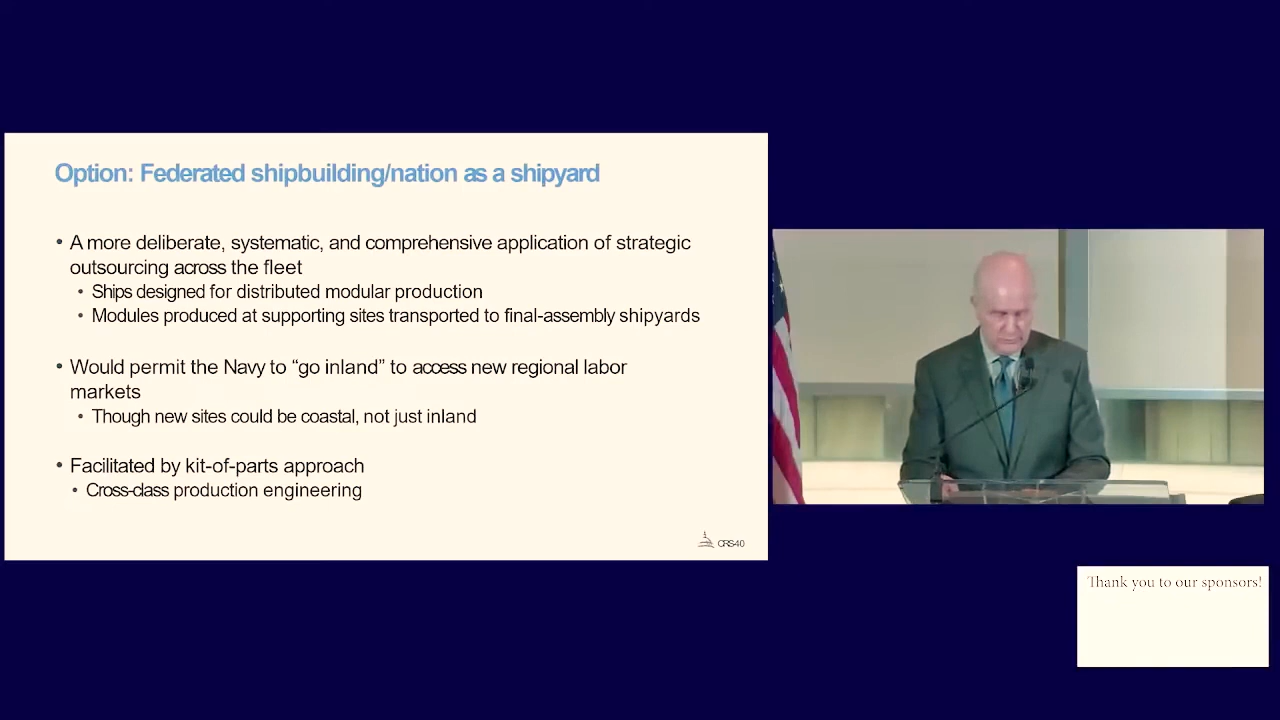 Option: Federated shipbuilding/nation as a shipyard
• A more deliberate, systematic, and comprehensive application of strategic
outsourcing across the fleet
• Ships designed for distributed modular production
• Modules produced at supporting sites transported to final-assembly shipyards
• Would permit the Navy to “go inland” to access new regional labor
markets
• Though new sites could be coastal, not just inland
• Facilitated by kit-of-parts approach
• Cross-class production engineering
CRS-40
Thank you to our sponsors!